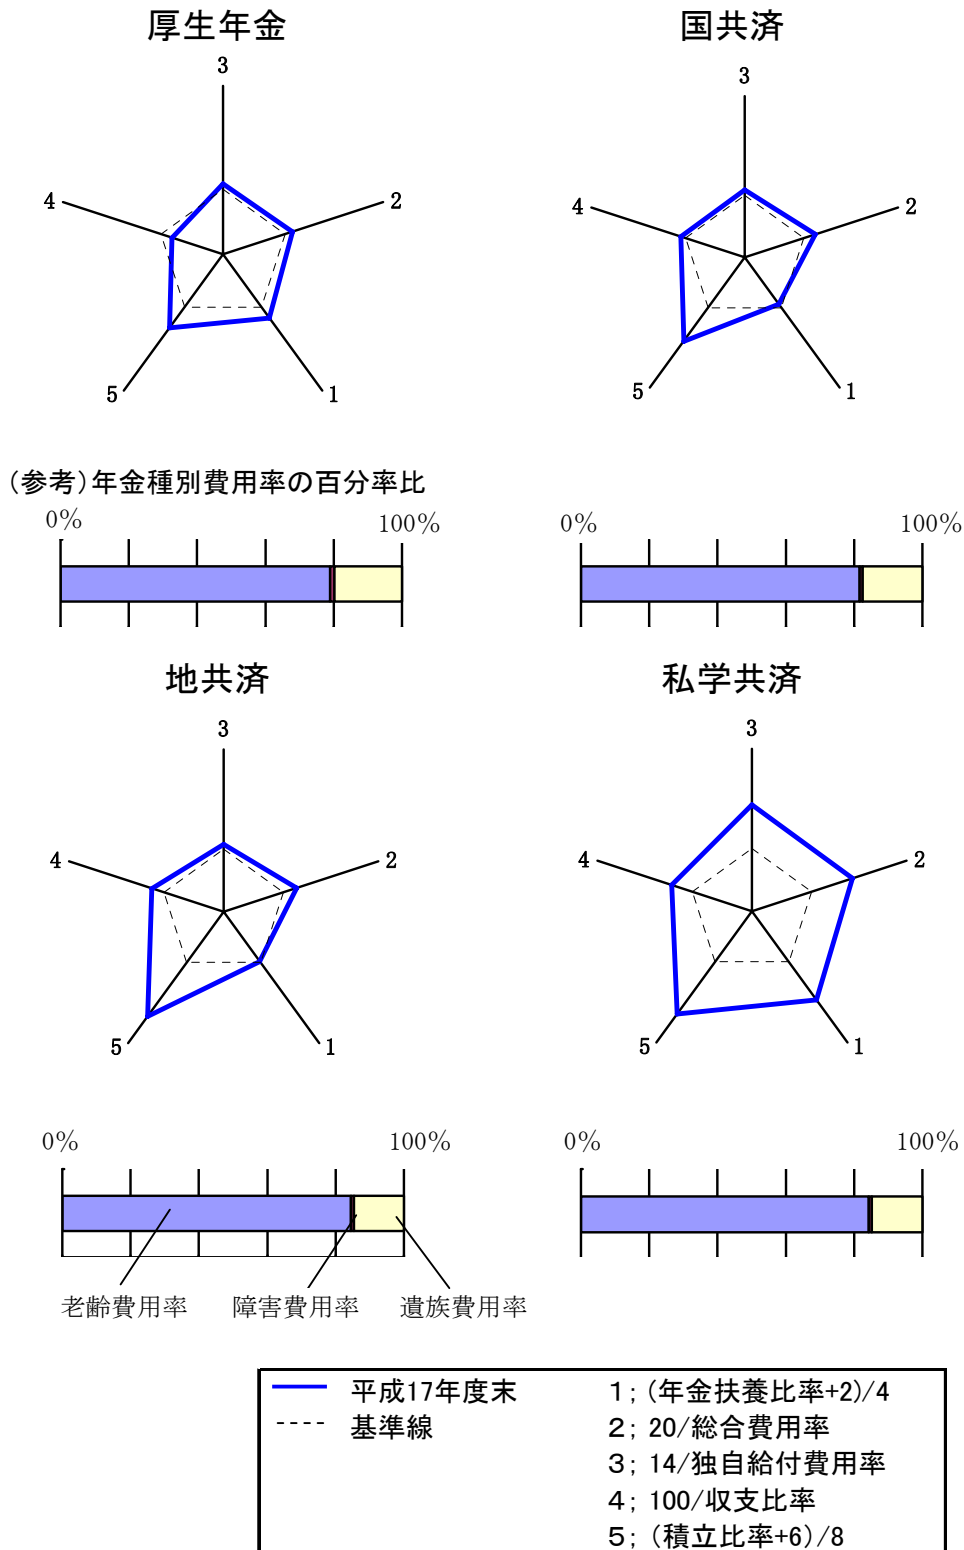 厚生年金
3
2
4
5
1
国共済
3
2
4
5
1
(参考)年金種別費用率の百分率比
0%
100%
0%
100%
地共済
3
2
4
5
1
私学共済
3
2
4
5
1
0%
100%
0%
100%
老齢費用率
障害費用率
遺族費用率
平成17年度末
基準線
1; (年金扶養比率+2)/4
2; 20/総合費用率
3; 14/独自給付費用率
4; 100/収支比率
5; (積立比率+6)/8